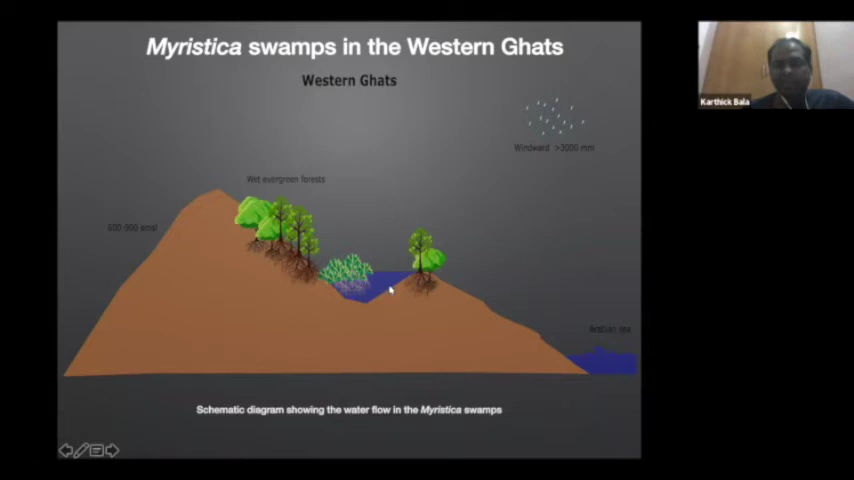 Myristica swamps in the Western Ghats
Western Ghats
Karthick Bala
Windward >3000 mm
Wet evergreen forests
600-900 amsl
Arabian sea
Schematic diagram showing the water flow in the Myristica swamps